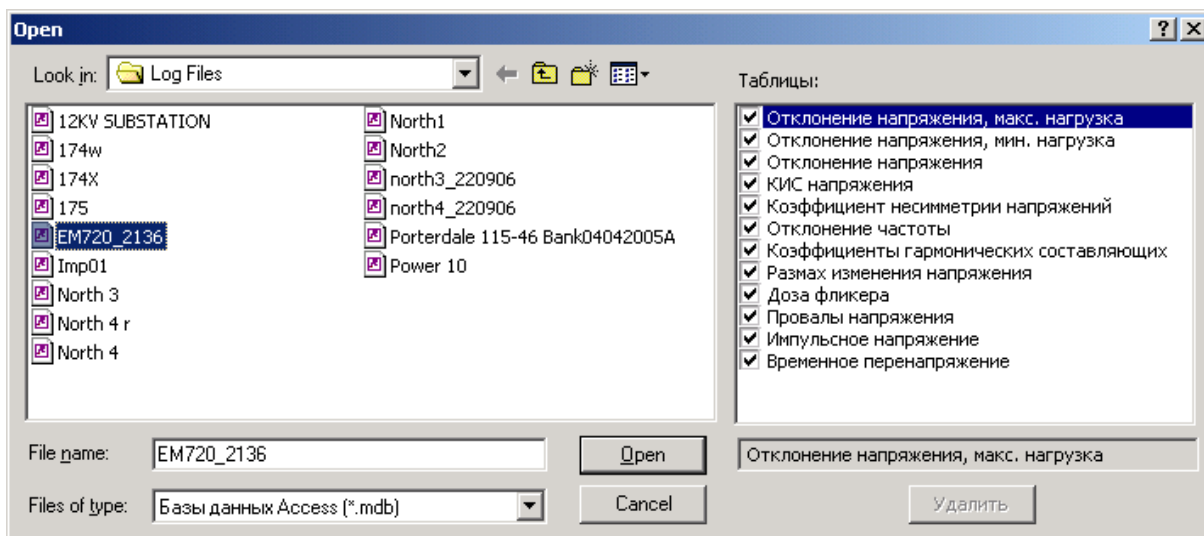 Open
Look in: Log Files
Таблицы:
12KV SUBSTATION
174w
174X
175
EM720_2136
Imp01
North 3
North 4 r
North 4
North1
North2
north3_220906
north4_220906
Porterdale 115-46 Bank04042005A
Power 10
Отклонение напряжения, макс. нагрузка
Отклонение напряжения, мин. нагрузка
Отклонение напряжения
КИС напряжения
Коэффициент несимметрии напряжений
Отклонение частоты
Коэффициенты гармонических составляющих
Размах изменения напряжения
Доза фликера
Провалы напряжения
Импульсное напряжение
Временное перенапряжение
File name: EM720_2136 Open Отклонение напряжения, макс. нагрузка
Files of type: Базы данных Access (*.mdb) Cancel Удалить